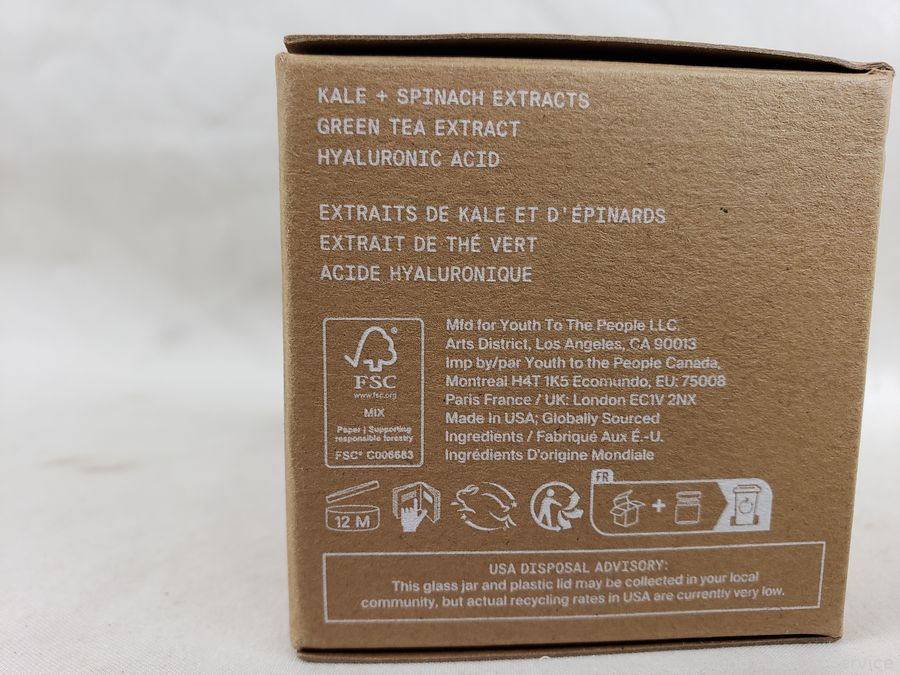 KALE + SPINACH EXTRACTS
GREEN TEA EXTRACT
HYALURONIC ACID
EXTRAITS DE KALE ET D'ÉPINARDS
EXTRAIT DE THÉ VERT
ACIDE HYALURONIQUE
FSC
www.fsc.org
MIX
Paper | Supporting
responsible forestry
FSC® C006683
Mfd for Youth To The People LLC.
Arts District, Los Angeles, CA 90013
Imp by/par Youth to the People Canada,
Montreal H4T 1K5 Ecomundo, EU: 75008
Paris France / UK: London EC1V 2NX
Made In USA; Globally Sourced
Ingredients / Fabriqué Aux É.-U.
Ingrédients D'origine Mondiale
12 M
FR
+
USA DISPOSAL ADVISORY:
This glass jar and plastic lid may be collected in your local
community, but actual recycling rates in USA are currently very low.